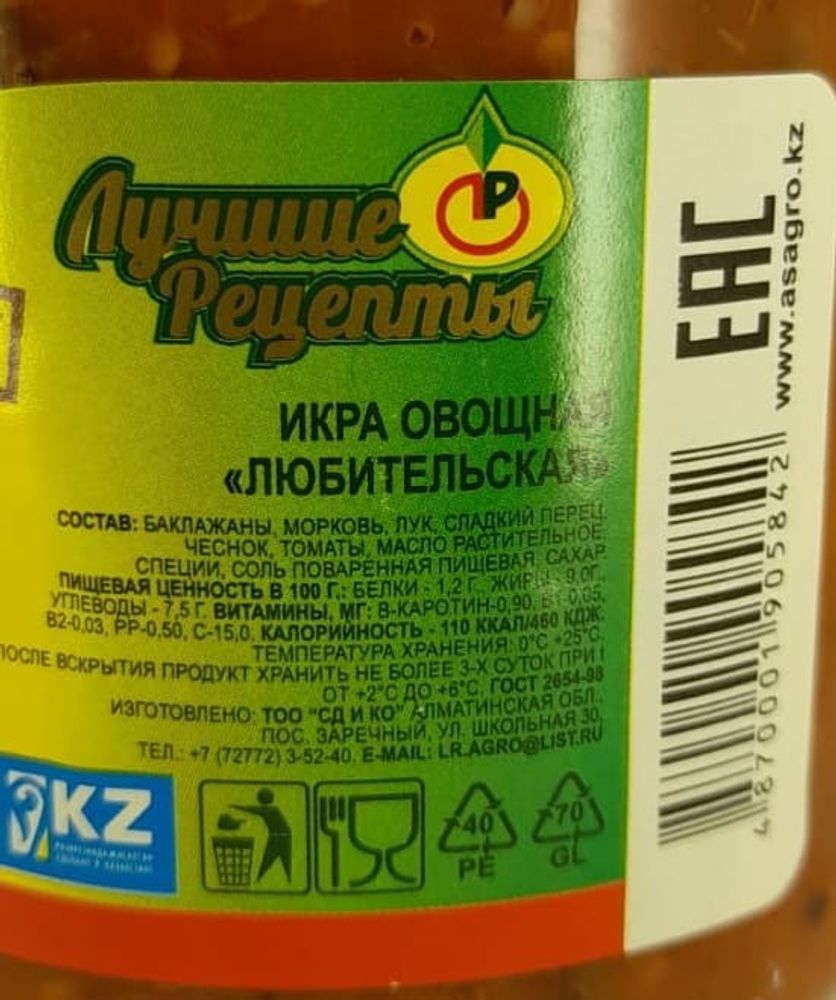 Лучшие
Рецепты
ИКРА ОВОЩНАЯ
«ЛЮБИТЕЛЬСКАЯ»
СОСТАВ: БАКЛАЖАНЫ, МОРКОВЬ, ЛУК, СЛАДКИЙ ПЕРЕЦ,
ЧЕСНОК, ТОМАТЫ, МАСЛО РАСТИТЕЛЬНОЕ,
СПЕЦИИ, СОЛЬ ПОВАРЕННАЯ ПИЩЕВАЯ, САХАР.
ПИЩЕВАЯ ЦЕННОСТЬ В 100 Г.: БЕЛКИ - 1,2 Г. ЖИРЫ - 9,0Г.,
УГЛЕВОДЫ - 7,5 Г. ВИТАМИНЫ, МГ: В-КАРОТИН-0,90, В1-0,05,
В2-0,03, РР-0,50, С-15,0. КАЛОРИЙНОСТЬ - 110 ККАЛ/460 КДЖ.
ТЕМПЕРАТУРА ХРАНЕНИЯ: 0°С +25°С.
ПОСЛЕ ВСКРЫТИЯ ПРОДУКТ ХРАНИТЬ НЕ БОЛЕЕ 3-Х СУТОК ПРИ t
ОТ +2°С ДО +6°С. ГОСТ 2654-86
ИЗГОТОВЛЕНО: ТОО "СД И КО" АЛМАТИНСКАЯ ОБЛ.,
ПОС. ЗАРЕЧНЫЙ, УЛ. ШКОЛЬНАЯ 30,
ТЕЛ.: +7 (72772) 3-52-40, E-MAIL: LR.AGRO@LIST.RU
KZ
40
PE
70
GL
EAC
www.asagro.kz
4870001905842